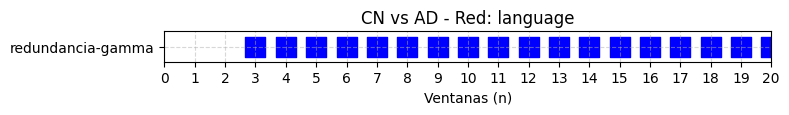 CN vs AD - Red: language
redundancia-gamma
0 1 2 3 4 5 6 7 8 9 10 11 12 13 14 15 16 17 18 19 20
Ventanas (n)